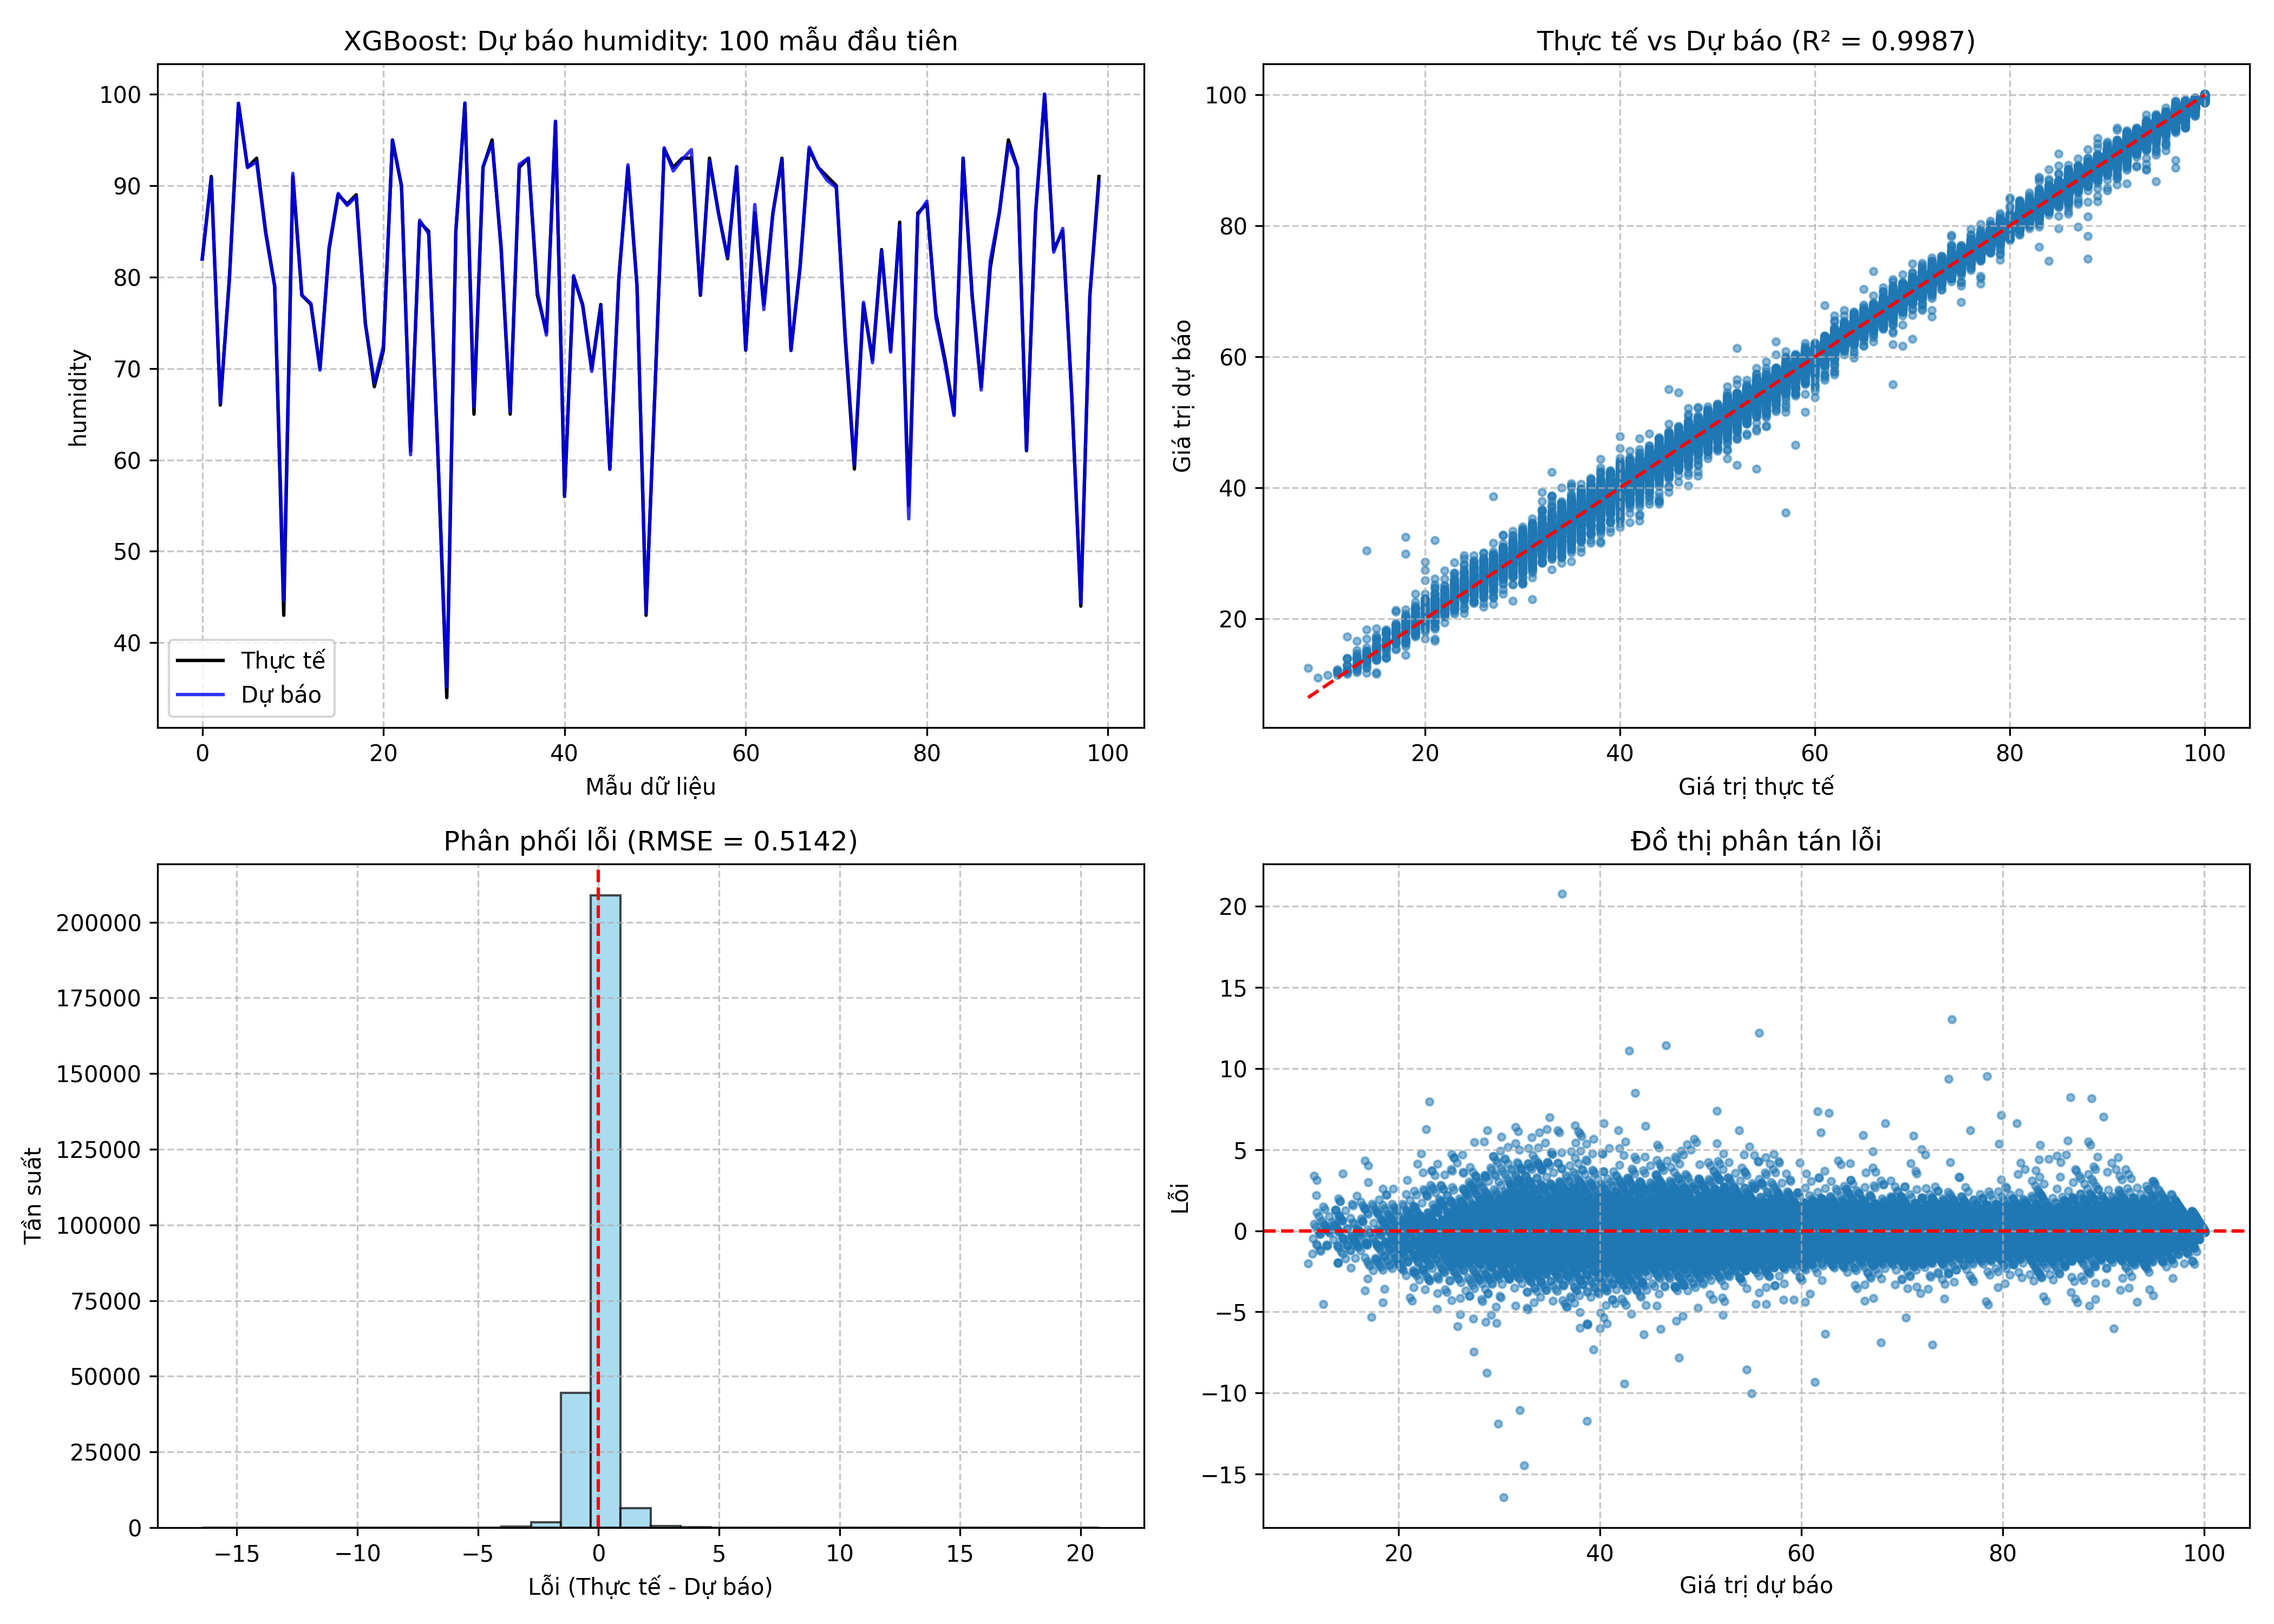 XGBoost: Dự báo humidity: 100 mẫu đầu tiên
humidity
100
90
80
70
60
50
40
Thực tế
Dự báo
0 20 40 60 80 100
Mẫu dữ liệu
Thực tế vs Dự báo (R² = 0.9987)
Giá trị dự báo
100
80
60
40
20
20 40 60 80 100
Giá trị thực tế
Phân phối lỗi (RMSE = 0.5142)
Tần suất
200000
175000
150000
125000
100000
75000
50000
25000
0
−15 −10 −5 0 5 10 15 20
Lỗi (Thực tế - Dự báo)
Đồ thị phân tán lỗi
Lỗi
20
15
10
5
0
−5
−10
−15
20 40 60 80 100
Giá trị dự báo